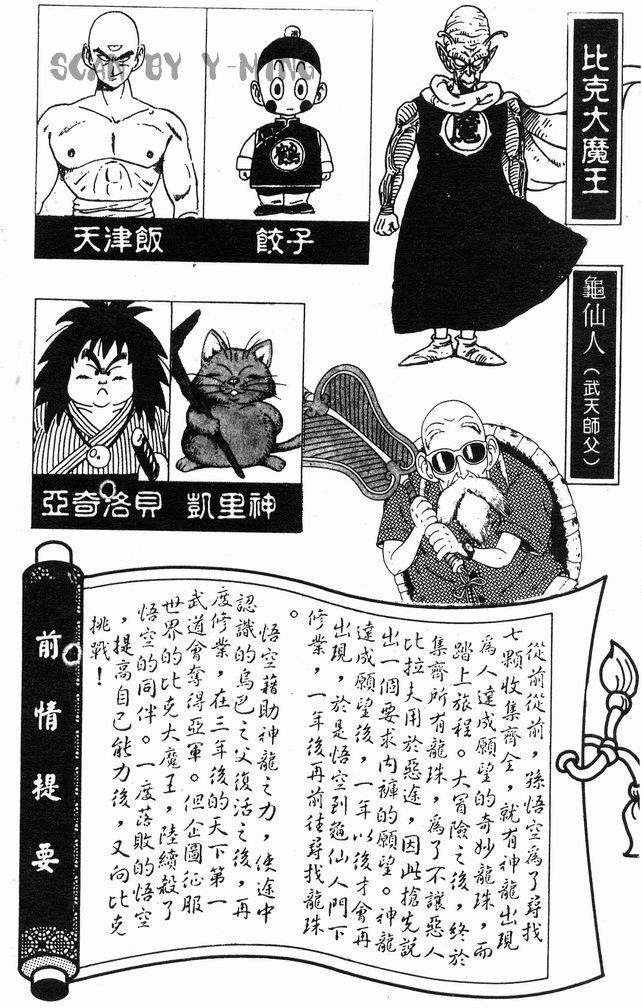 SCAN BY Y-MING
比克大魔王
魔
鶴
餃子
天津飯
龜仙人（武天師父）
亞奇洛貝
凱里神
前情提要
從前從前，孫悟空為了尋找
七顆收集齊全，就有神龍出現
為人達成願望的奇妙龍珠，而
踏上旅程。大冒險之後，終於
集齊所有龍珠，為了不讓惡人
比拉夫用於惡途，因此搶先說
出一個要求內褲的願望。神龍
達成願望後，一年以後才會再
出現，於是悟空到龜仙人門下
修業，一年後再前往尋找龍珠
。
悟空藉助神龍之力，使途中
認識的烏巴之父復活之後，再
度修業，在三年後的天下第一
武道會奪得亞軍。但企圖征服
世界的比克大魔王，陸續殺了
悟空的同伴。一度落敗的悟空
，提高自己能力後，又向比克
挑戰！